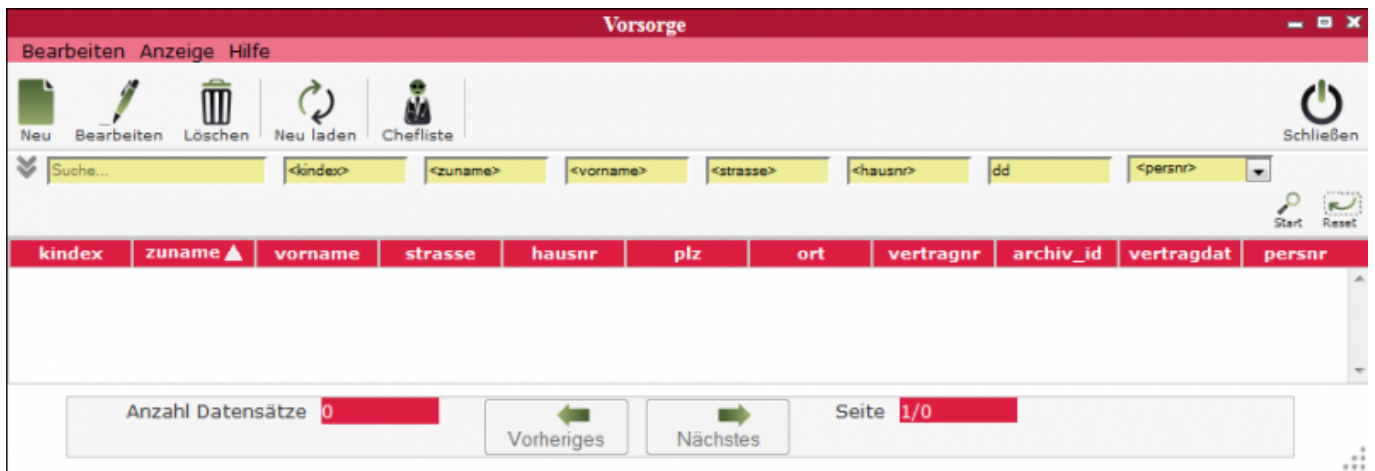 Vorsorge
Bearbeiten Anzeige Hilfe
Neu Bearbeiten Löschen Neu laden Chefliste Schließen
Suche... <kindex> <zuname> <vorname> <strasse> <hausnr> dd <persnr>
Start Reset
kindex zuname vorname strasse hausnr plz ort vertragnr archiv_id vertragdat persnr
Anzahl Datensätze 0 Vorheriges Nächstes Seite 1/0